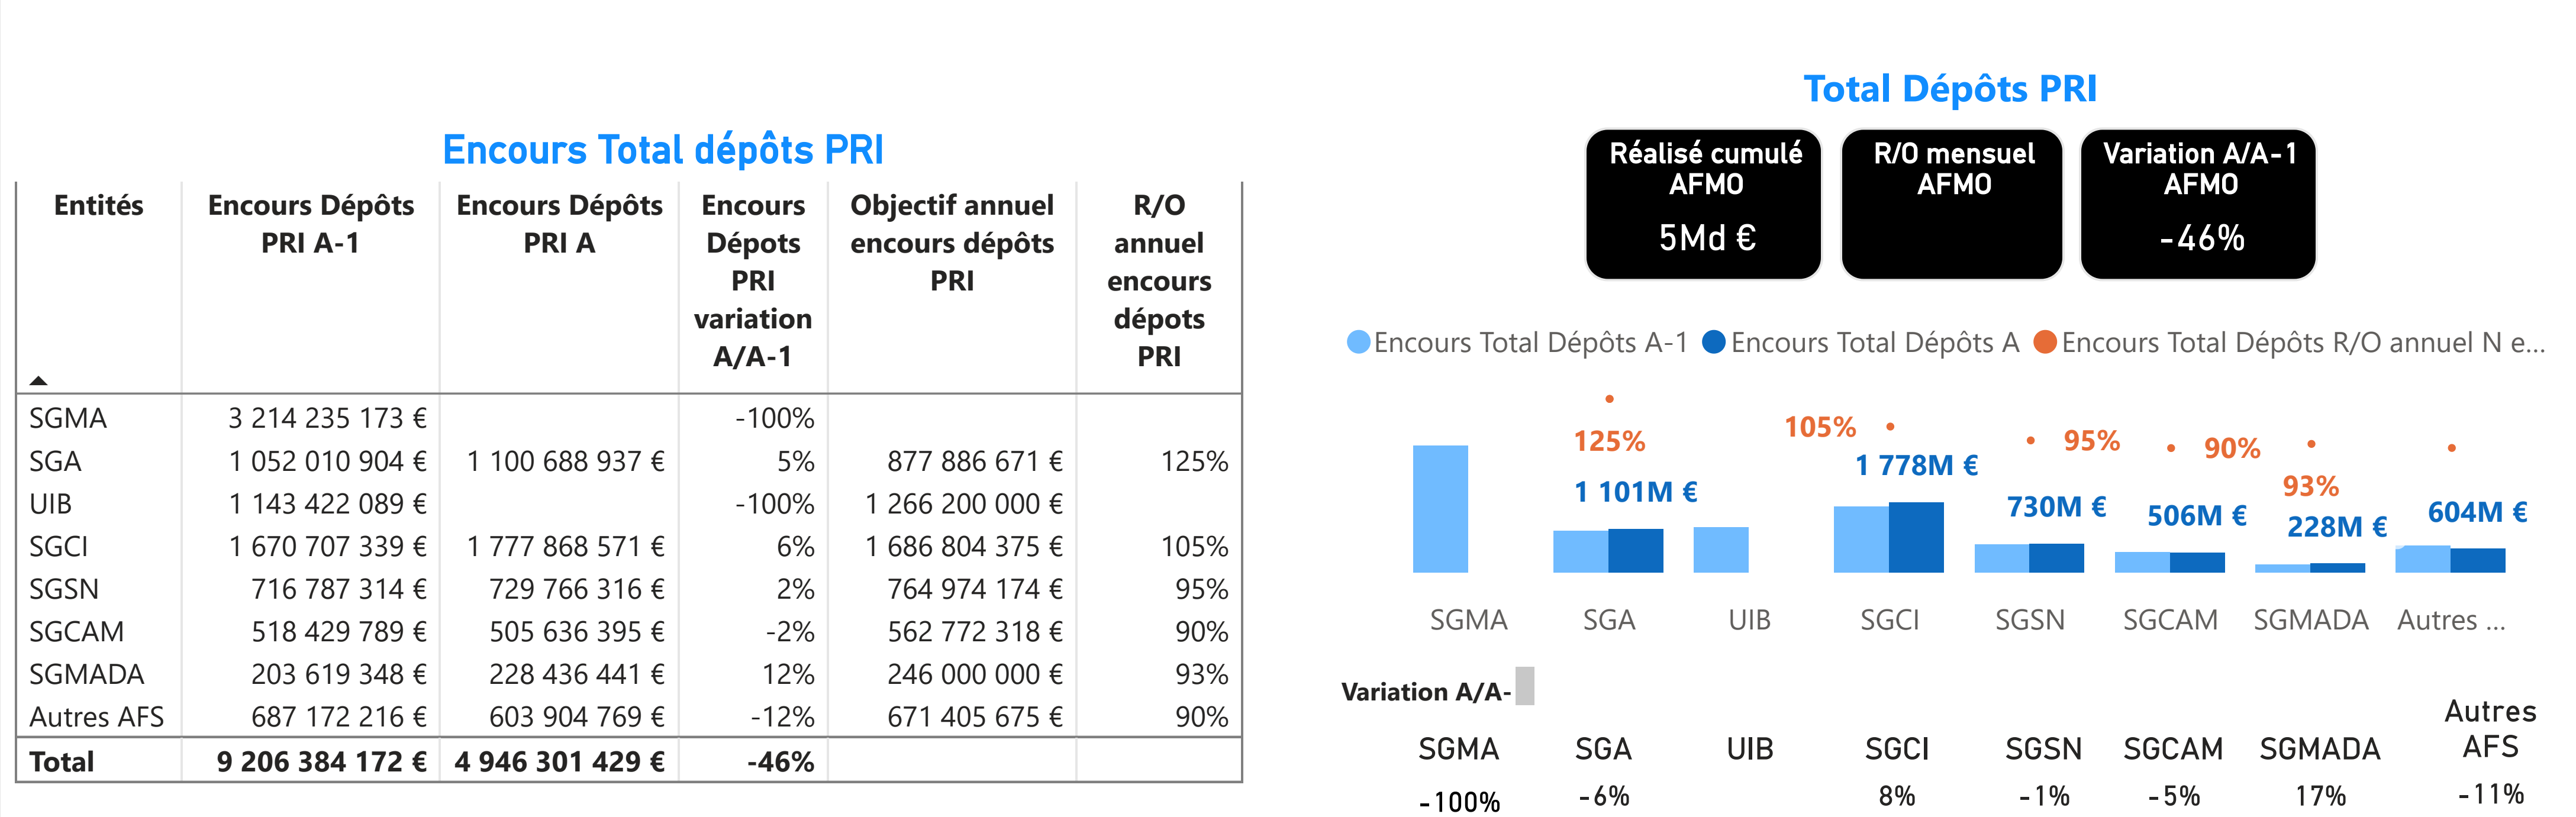 Encours Total dépôts PRI
Entités Encours Dépôts PRI A-1 Encours Dépôts PRI A Encours Dépots PRI variation A/A-1 Objectif annuel encours dépôts PRI R/O annuel encours dépots PRI
SGMA 3 214 235 173 € -100%
SGA 1 052 010 904 € 1 100 688 937 € 5% 877 886 671 € 125%
UIB 1 143 422 089 € -100% 1 266 200 000 €
SGCI 1 670 707 339 € 1 777 868 571 € 6% 1 686 804 375 € 105%
SGSN 716 787 314 € 729 766 316 € 2% 764 974 174 € 95%
SGCAM 518 429 789 € 505 636 395 € -2% 562 772 318 € 90%
SGMADA 203 619 348 € 228 436 441 € 12% 246 000 000 € 93%
Autres AFS 687 172 216 € 603 904 769 € -12% 671 405 675 € 90%
Total 9 206 384 172 € 4 946 301 429 € -46%
Total Dépôts PRI
Réalisé cumulé AFMO
5Md €
R/O mensuel AFMO
Variation A/A-1 AFMO
-46%
Encours Total Dépôts A-1 Encours Total Dépôts A Encours Total Dépôts R/O annuel N e...
125% 105% 95% 90% 93%
1 101M € 1 778M € 730M € 506M € 228M € 604M €
SGMA SGA UIB SGCI SGSN SGCAM SGMADA Autres ...
Variation A/A-
SGMA SGA UIB SGCI SGSN SGCAM SGMADA Autres AFS
-100% -6% 8% -1% -5% 17% -11%